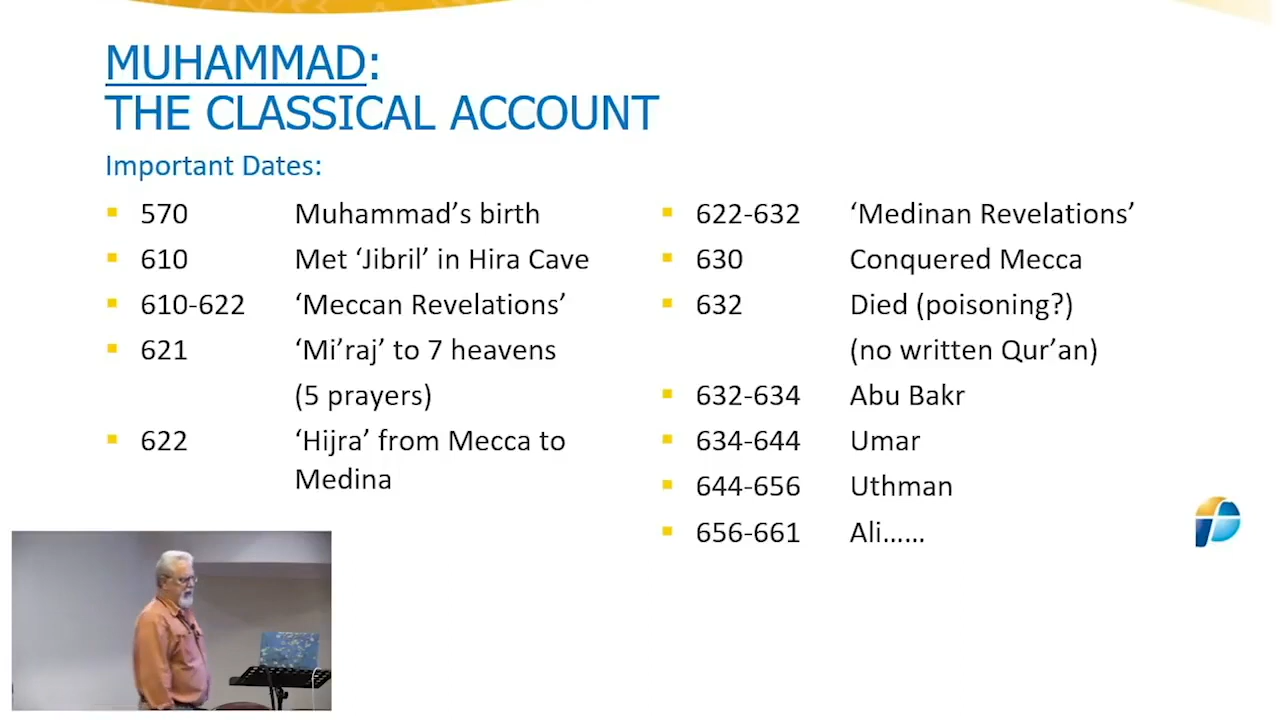 MUHAMMAD:
THE CLASSICAL ACCOUNT
Important Dates:
▪ 570 Muhammad’s birth
▪ 610 Met ‘Jibril’ in Hira Cave
▪ 610-622 ‘Meccan Revelations’
▪ 621 ‘Mi’raj’ to 7 heavens
(5 prayers)
▪ 622 ‘Hijra’ from Mecca to
Medina
▪ 622-632 ‘Medinan Revelations’
▪ 630 Conquered Mecca
▪ 632 Died (poisoning?)
(no written Qur’an)
▪ 632-634 Abu Bakr
▪ 634-644 Umar
▪ 644-656 Uthman
▪ 656-661 Ali……